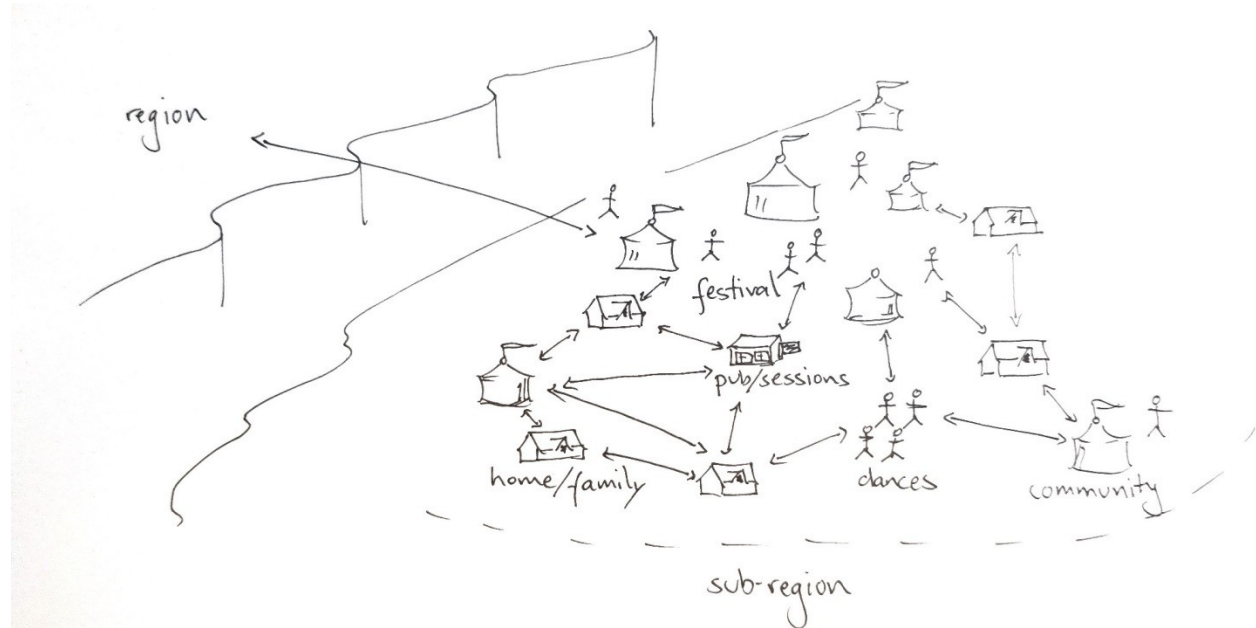 region
festival
pub/sessions
home/family
dances
community
sub-region